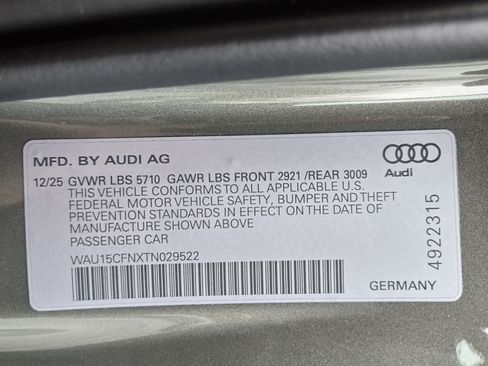 MFD. BY AUDI AG
12/25 GVWR LBS 5710 GAWR LBS FRONT 2921 /REAR 3009
THIS VEHICLE CONFORMS TO ALL APPLICABLE U.S.
FEDERAL MOTOR VEHICLE SAFETY, BUMPER AND THEFT
PREVENTION STANDARDS IN EFFECT ON THE DATE OF
MANUFACTURE SHOWN ABOVE
PASSENGER CAR
WAU15CFNXTN029522
Audi
4922315
GERMANY